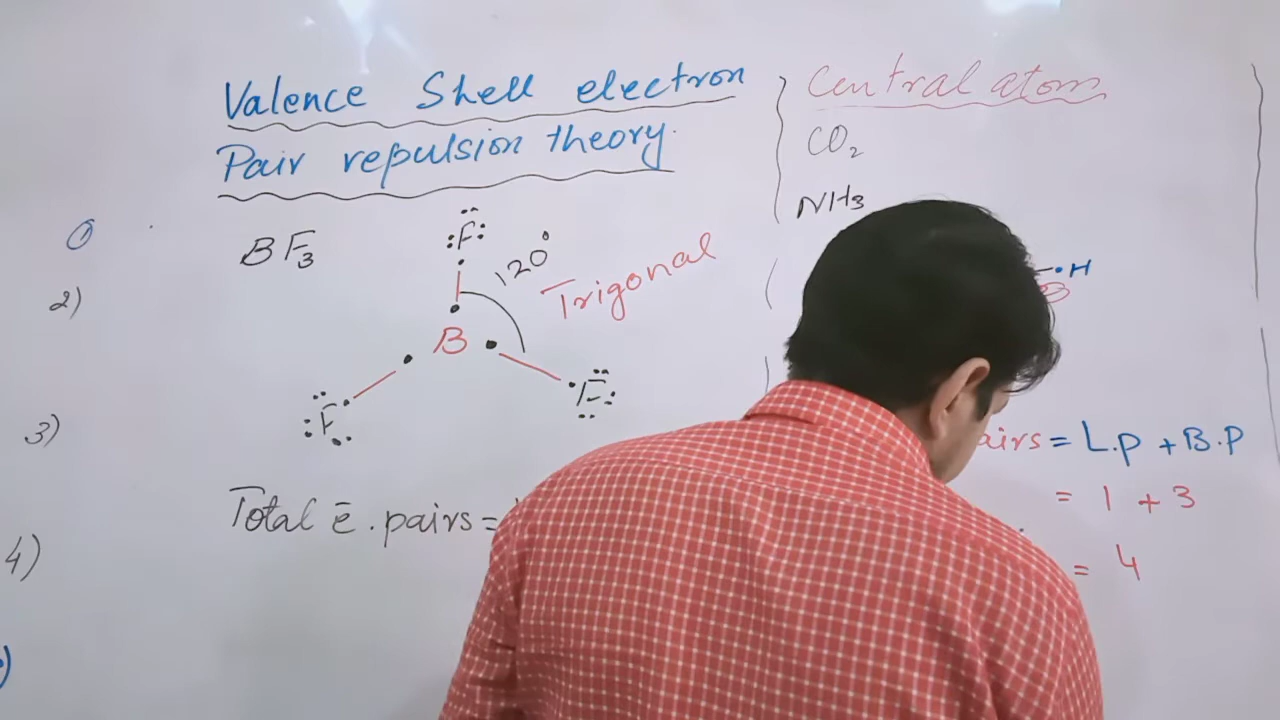 Valence Shell electron
Pair repulsion theory.
1)
BF3
2)
3)
4)
:F:
120°
Trigonal
B
:F
F:
Total ē.pairs =
Central atom
CO2
NH3
H
airs = L.p + B.p
= 1 + 3
= 4